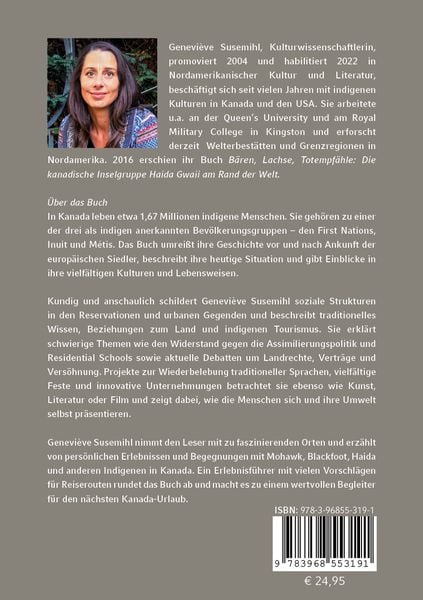 Geneviève Susemihl, Kulturwissenschaftlerin,
promoviert 2004 and habilitiert 2022 in
Nordamerikanischer Kultur und Literatur,
beschäftigt sich seit vielen Jahren mit indigenen
Kulturen in Kanada und den USA. Sie arbeitete
u.a. an der Queen's University und am Royal
Military College in Kingston und erforscht
derzeit Welterbestätten und Grenzregionen in
Nordamerika. 2016 erschien ihr Buch Bären, Lachse, Totempfähle: Die
kanadische Inselgruppe Haida Gwaii am Rand der Welt.
Über das Buch
In Kanada leben etwa 1,67 Millionen indigene Menschen. Sie gehören zu einer
der drei als indigen anerkannten Bevölkerungsgruppen – den First Nations,
Inuit und Métis. Das Buch umreißt ihre Geschichte vor und nach Ankunft der
europäischen Siedler, beschreibt ihre heutige Situation und gibt Einblicke in
ihre vielfältigen Kulturen und Lebensweisen.
Kundig und anschaulich schildert Geneviève Susemihl soziale Strukturen
in den Reservationen und urbanen Gegenden und beschreibt traditionelles
Wissen, Beziehungen zum Land und indigenen Tourismus. Sie erklärt
schwierige Themen wie den Widerstand gegen die Assimilierungspolitik und
Residential Schools sowie aktuelle Debatten um Landrechte, Verträge und
Versöhnung. Projekte zur Wiederbelebung traditioneller Sprachen, vielfältige
Feste und innovative Unternehmungen betrachtet sie ebenso wie Kunst,
Literatur oder Film und zeigt dabei, wie die Menschen sich und ihre Umwelt
selbst präsentieren.
Geneviève Susemihl nimmt den Leser mit zu faszinierenden Orten und erzählt
von persönlichen Erlebnissen und Begegnungen mit Mohawk, Blackfoot, Haida
und anderen Indigenen in Kanada. Ein Erlebnisführer mit vielen Vorschlägen
für Reiserouten rundet das Buch ab und macht es zu einem wertvollen Begleiter
für den nächsten Kanada-Urlaub.
ISBN: 978-3-96855-319-1
9 783968 553191
€ 24,95